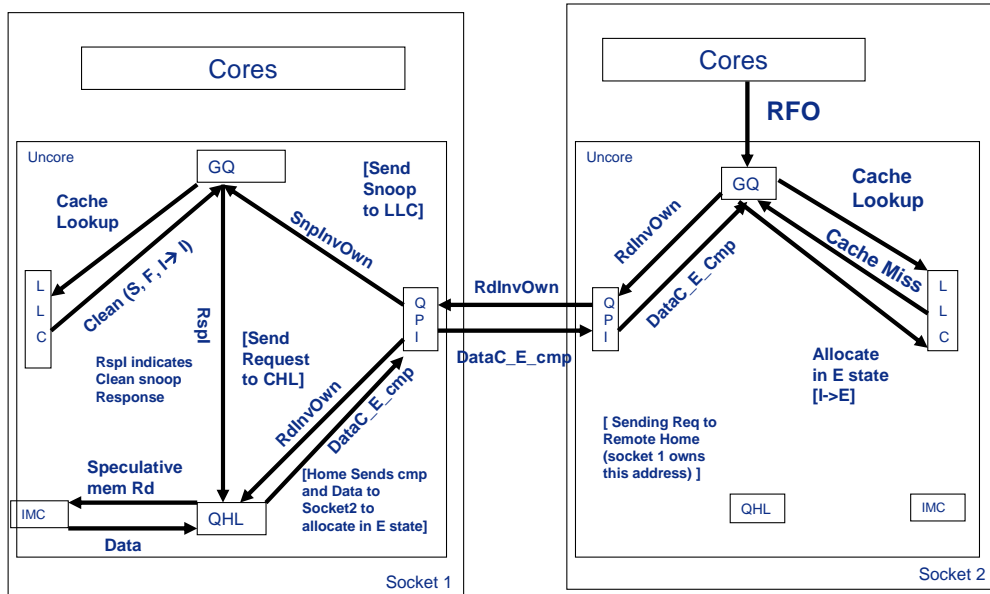 Cores
Uncore
GQ
[Send
Snoop
to LLC]
Cache
Lookup
SnpInvOwn
Clean (S, F, I→ I)
L
L
C
RspI
RspI indicates
Clean snoop
Response
[Send
Request
to CHL]
Q
P
I
RdInvOwn
DataC_E_cmp
Speculative
mem Rd
IMC
QHL
Data
[Home Sends cmp
and Data to
Socket2 to
allocate in E state]
Socket 1
RdInvOwn
DataC_E_cmp
Cores
RFO
Uncore
GQ
Cache
Lookup
RdInvOwn
DataC_E_Cmp
Cache Miss
Q
P
I
L
L
C
Allocate
in E state
[I->E]
[ Sending Req to
Remote Home
(socket 1 owns
this address) ]
QHL
IMC
Socket 2